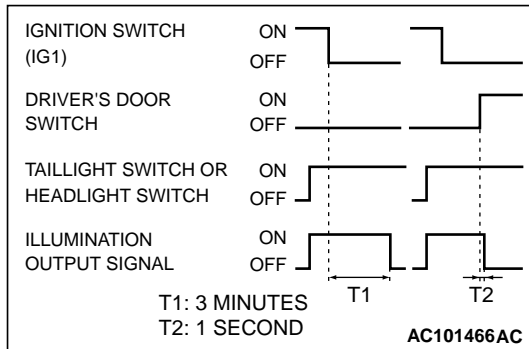 IGNITION SWITCH ON
(IG1) OFF
DRIVER'S DOOR ON
SWITCH OFF
TAILLIGHT SWITCH OR ON
HEADLIGHT SWITCH OFF
ILLUMINATION ON
OUTPUT SIGNAL OFF
T1 T2
T1: 3 MINUTES
T2: 1 SECOND
AC101466AC